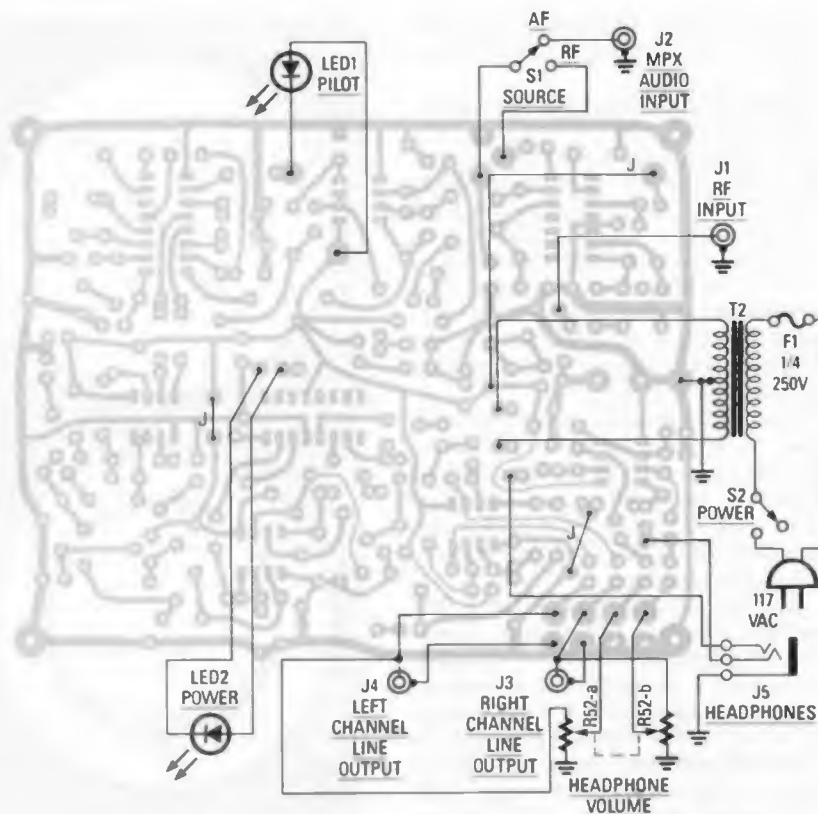 AF
RF
S1
SOURCE
J2
MPX
AUDIO
INPUT
LED1
PILOT
J
J1
RF
INPUT
T2
F1
1/4
250V
J
S2
POWER
J
117
VAC
LED2
POWER
J4
LEFT
CHANNEL
LINE
OUTPUT
J3
RIGHT
CHANNEL
LINE
OUTPUT
R52-a
R52-b
HEADPHONE
VOLUME
J5
HEADPHONES